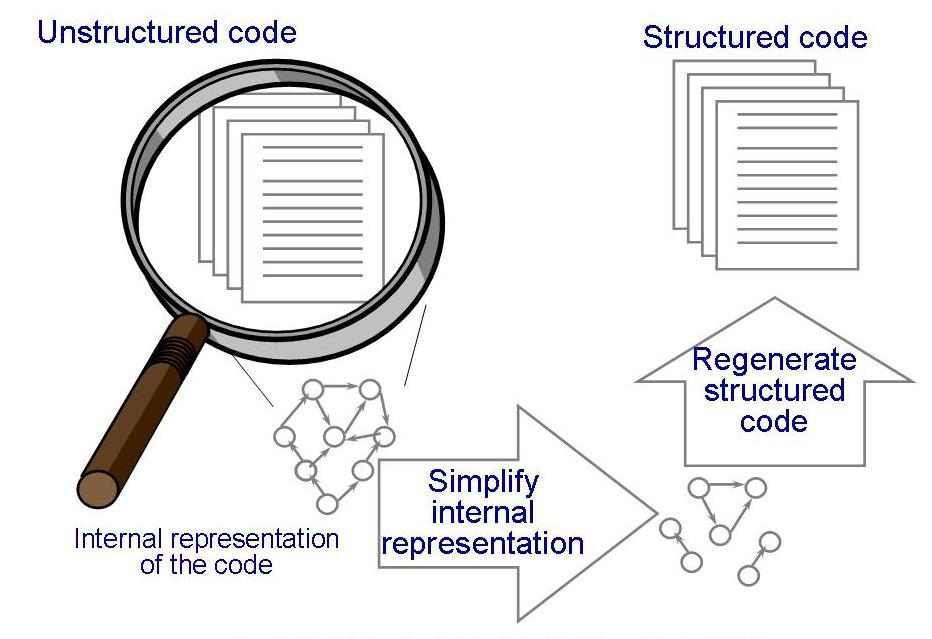 Unstructured code
Structured code
Internal representation
of the code
Simplify
internal
representation
Regenerate
structured
code